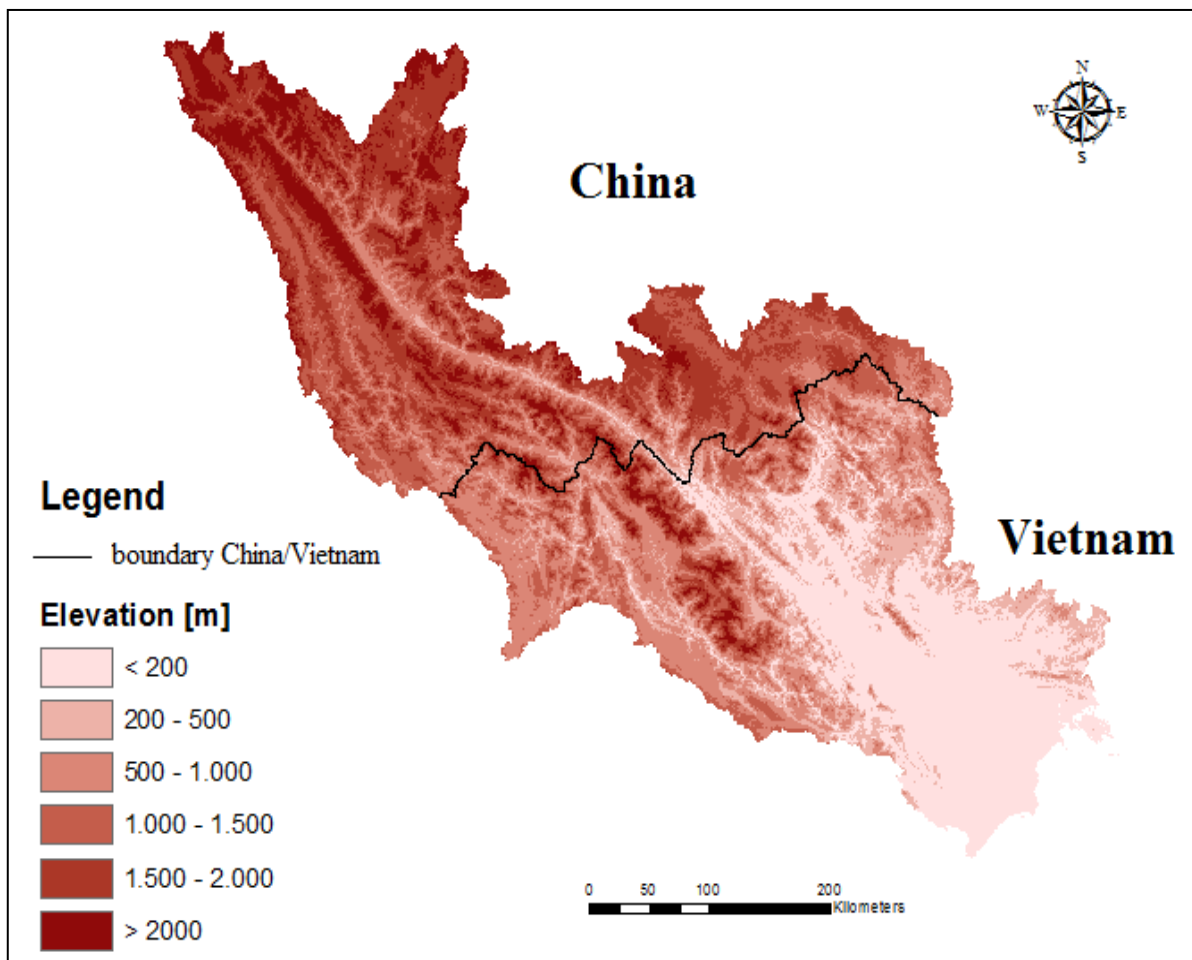 N
W E
S
China
Vietnam
Legend
boundary China/Vietnam
Elevation [m]
< 200
200 - 500
500 - 1.000
1.000 - 1.500
1.500 - 2.000
> 2000
0 50 100 200
Kilometers